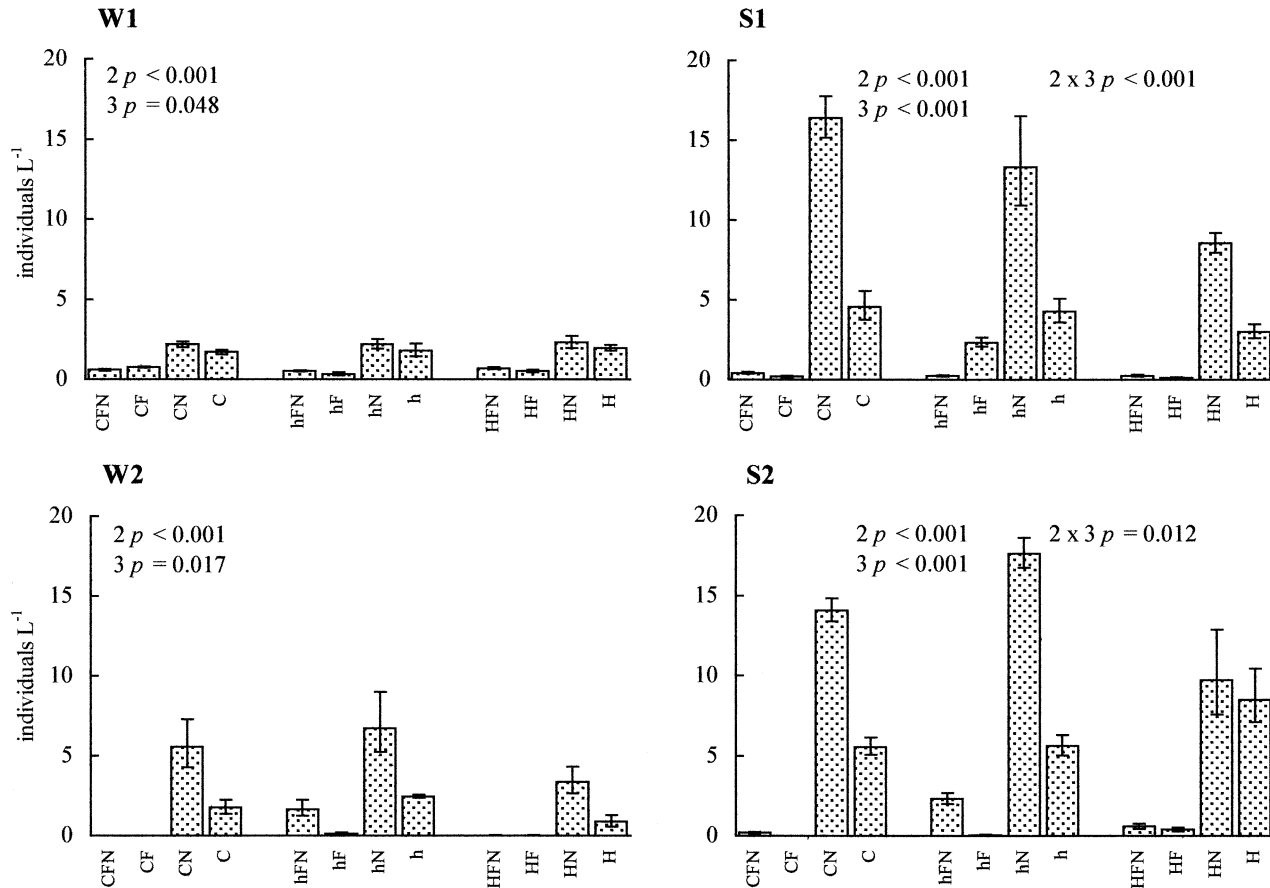 W1
individuals L-1
20
15
10
5
0
2 p < 0.001
3 p = 0.048
CFN
CF
CN
C
hFN
hF
hN
h
HFN
HF
HN
H
S1
20
15
10
5
0
2 p < 0.001
3 p < 0.001
2 x 3 p < 0.001
CFN
CF
CN
C
hFN
hF
hN
h
HFN
HF
HN
H
W2
individuals L-1
20
15
10
5
0
2 p < 0.001
3 p = 0.017
CFN
CF
CN
C
hFN
hF
hN
h
HFN
HF
HN
H
S2
20
15
10
5
0
2 p < 0.001
3 p < 0.001
2 x 3 p = 0.012
CFN
CF
CN
C
hFN
hF
hN
h
HFN
HF
HN
H